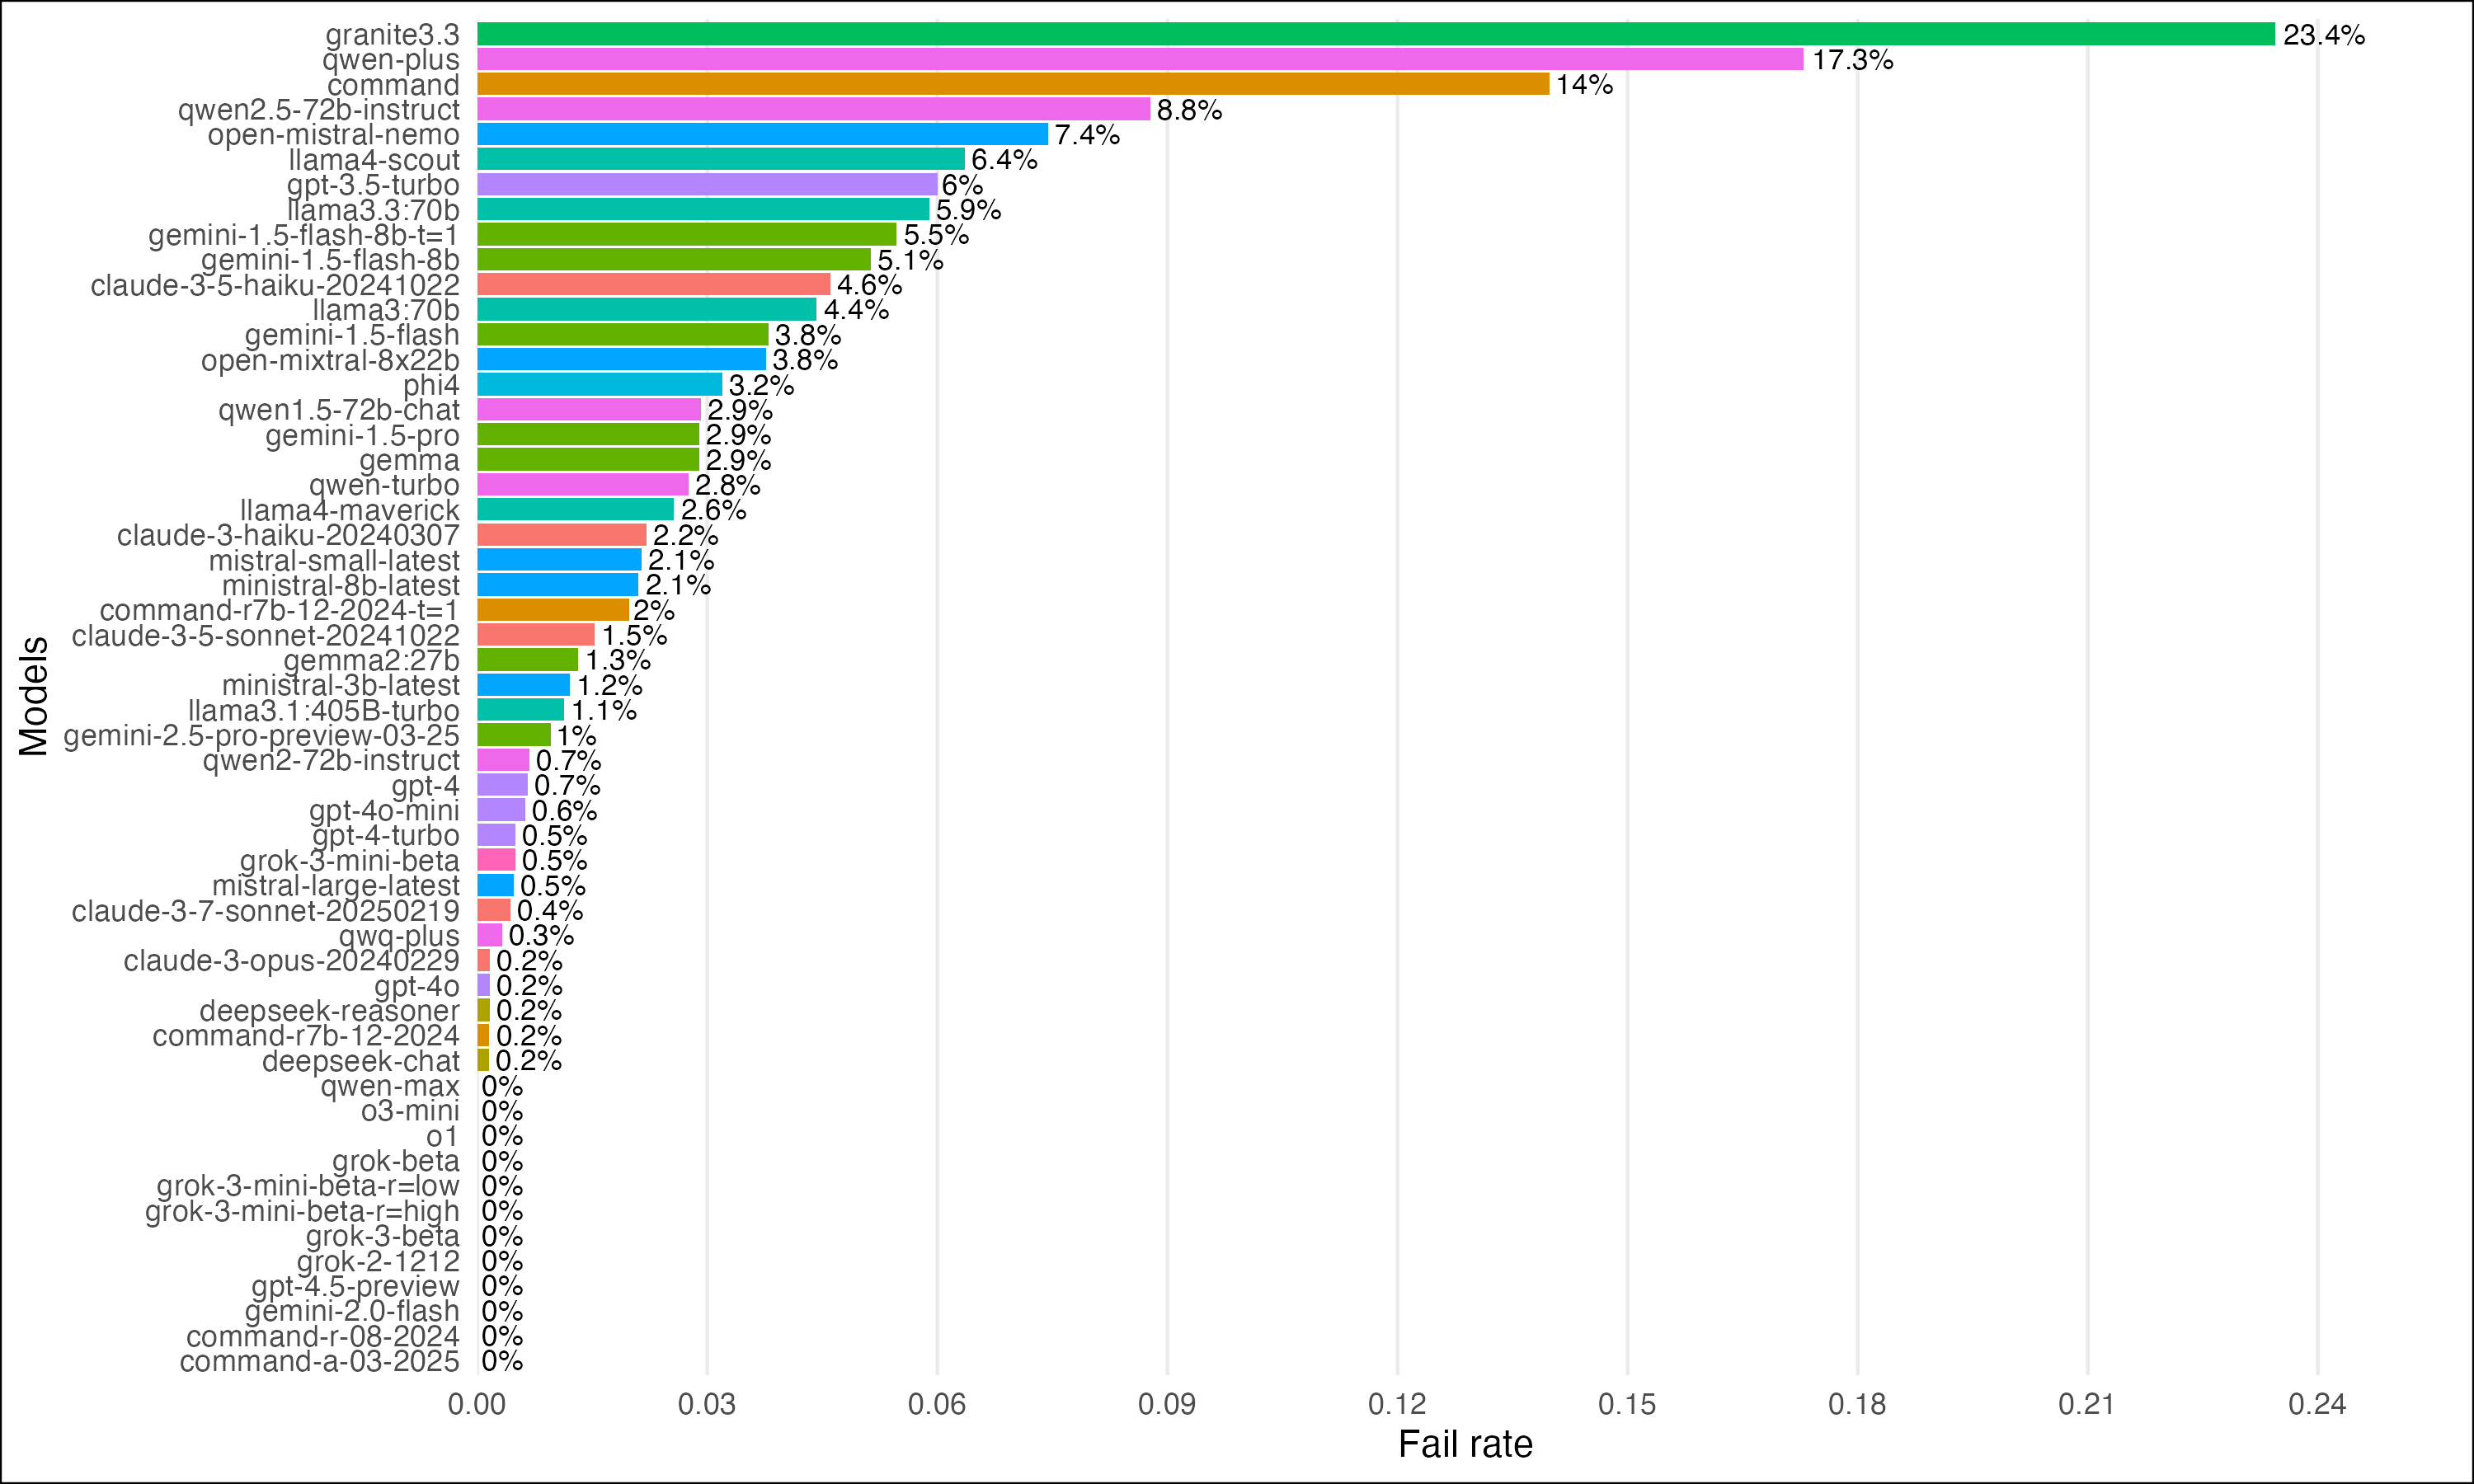 granite3.3 23.4%
qwen-plus 17.3%
command 14%
qwen2.5-72b-instruct 8.8%
open-mistral-nemo 7.4%
llama4-scout 6.4%
gpt-3.5-turbo 6%
llama3.3:70b 5.9%
gemini-1.5-flash-8b-t=1 5.5%
gemini-1.5-flash-8b 5.1%
claude-3-5-haiku-20241022 4.6%
llama3:70b 4.4%
gemini-1.5-flash 3.8%
open-mixtral-8x22b 3.8%
phi4 3.2%
qwen1.5-72b-chat 2.9%
gemini-1.5-pro 2.9%
gemma 2.9%
qwen-turbo 2.8%
llama4-maverick 2.6%
claude-3-haiku-20240307 2.2%
mistral-small-latest 2.1%
ministral-8b-latest 2.1%
command-r7b-12-2024-t=1 2%
claude-3-5-sonnet-20241022 1.5%
gemma2:27b 1.3%
ministral-3b-latest 1.2%
llama3.1:405B-turbo 1.1%
gemini-2.5-pro-preview-03-25 1%
qwen2-72b-instruct 0.7%
gpt-4 0.7%
gpt-4o-mini 0.6%
gpt-4-turbo 0.5%
grok-3-mini-beta 0.5%
mistral-large-latest 0.5%
claude-3-7-sonnet-20250219 0.4%
qwq-plus 0.3%
claude-3-opus-20240229 0.2%
gpt-4o 0.2%
deepseek-reasoner 0.2%
command-r7b-12-2024 0.2%
deepseek-chat 0.2%
qwen-max 0%
o3-mini 0%
o1 0%
grok-beta 0%
grok-3-mini-beta-r=low 0%
grok-3-mini-beta-r=high 0%
grok-3-beta 0%
grok-2-1212 0%
gpt-4.5-preview 0%
gemini-2.0-flash 0%
command-r-08-2024 0%
command-a-03-2025 0%
Models
0.00 0.03 0.06 0.09 0.12 0.15 0.18 0.21 0.24
Fail rate